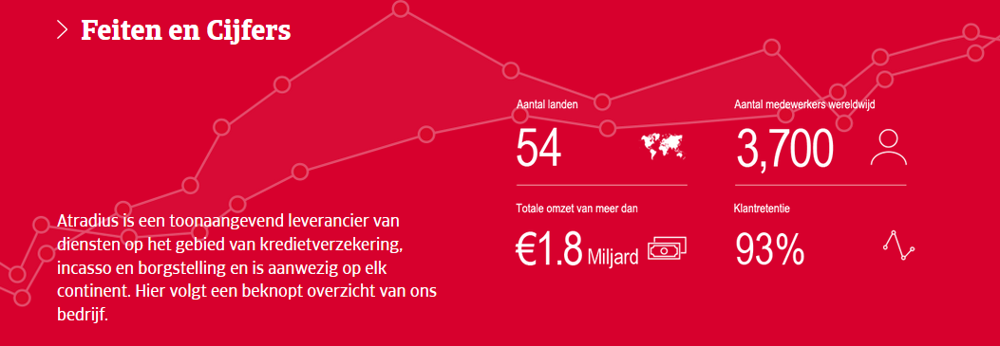 Feiten en Cijfers
Atradius is een toonaangevend leverancier van
diensten op het gebied van kredietverzekering,
incasso en borgstelling en is aanwezig op elk
continent. Hier volgt een beknopt overzicht van ons
bedrijf.
Aantal landen
54
Aantal medewerkers wereldwijd
3,700
Totale omzet van meer dan
€1.8 Miljard
Klantretentie
93%